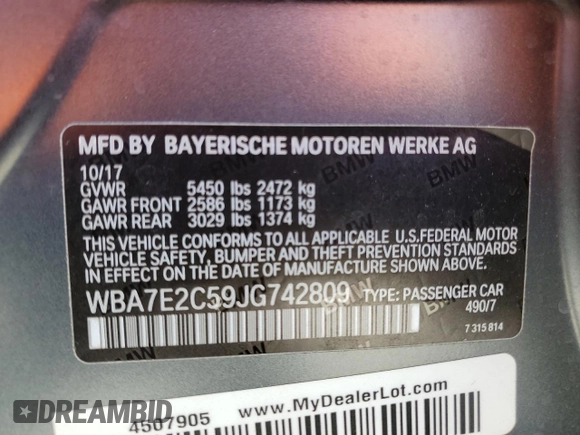 MFD BY BAYERISCHE MOTOREN WERKE AG
10/17
GVWR 5450 lbs 2472 kg
GAWR FRONT 2586 lbs 1173 kg
GAWR REAR 3029 lbs 1374 kg
THIS VEHICLE CONFORMS TO ALL APPLICABLE U.S.FEDERAL MOTOR
VEHICLE SAFETY, BUMPER AND THEFT PREVENTION STANDARDS
IN EFFECT ON THE DATE OF MANUFACTURE SHOWN ABOVE.
WBA7E2C59JG742809 TYPE: PASSENGER CAR
490/7
7 315 814
BMW
BMW
BMW
4507905 www.MyDealerLot.com
DREAMBID